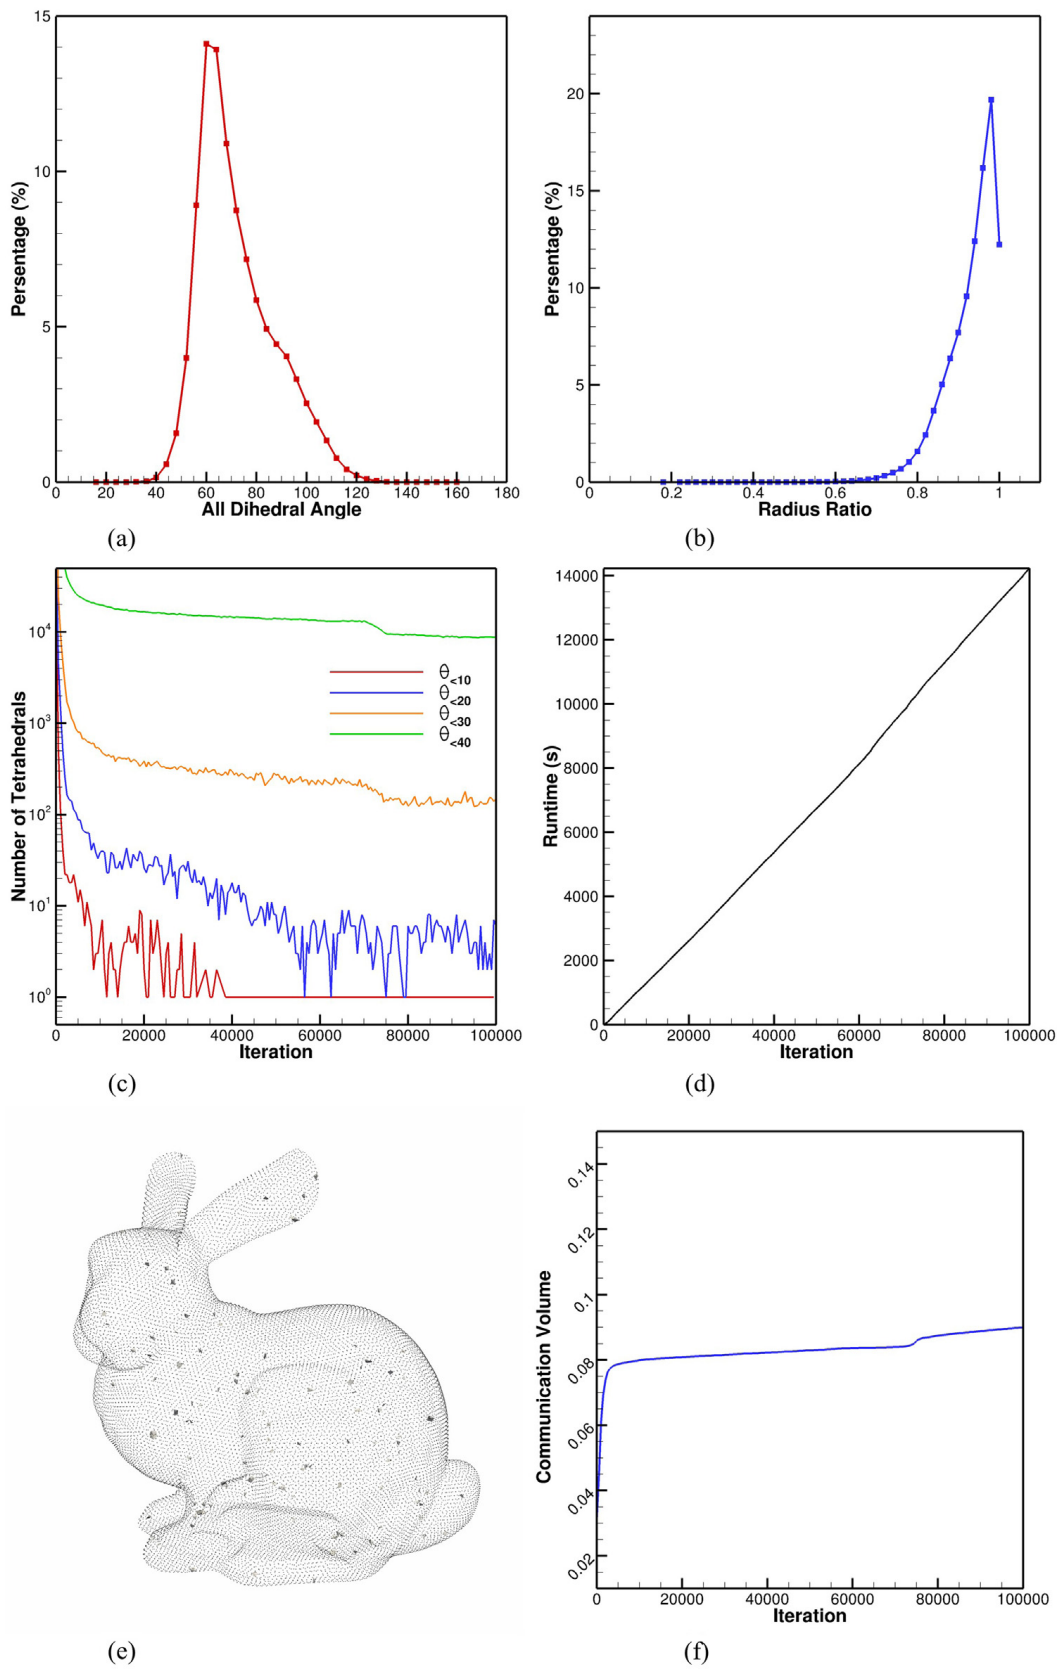 15
10
5
0
Persentage (%)
0 20 40 60 80 100 120 140 160 180
All Dihedral Angle
(a)
20
15
10
5
0
Persentage (%)
0 0.2 0.4 0.6 0.8 1
Radius Ratio
(b)
10^4
10^3
10^2
10^1
10^0
Number of Tetrahedrals
θ<10
θ<20
θ<30
θ<40
0 20000 40000 60000 80000 100000
Iteration
(c)
14000
12000
10000
8000
6000
4000
2000
0
Runtime (s)
0 20000 40000 60000 80000 100000
Iteration
(d)
(e)
0.14
0.12
0.1
0.08
0.06
0.04
0.02
Communication Volume
0 20000 40000 60000 80000 100000
Iteration
(f)